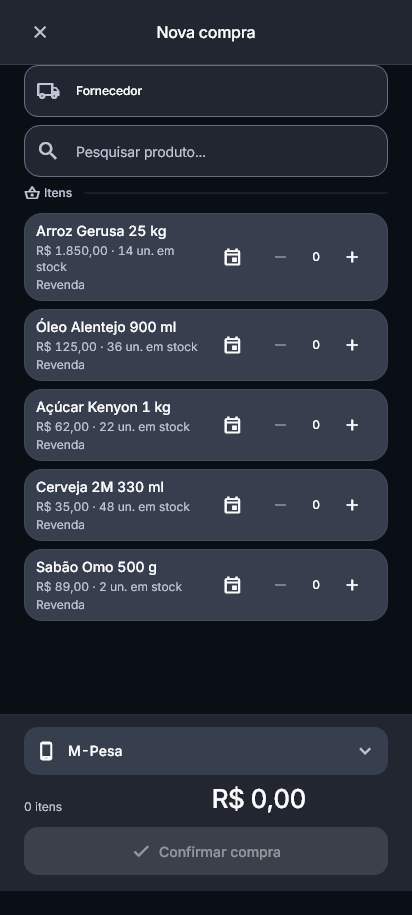 Nova compra
Fornecedor
Pesquisar produto...
Itens
Arroz Gerusa 25 kg
R$ 1.850,00 · 14 un. em
stock
Revenda
0
Óleo Alentejo 900 ml
R$ 125,00 · 36 un. em stock
Revenda
0
Açúcar Kenyon 1 kg
R$ 62,00 · 22 un. em stock
Revenda
0
Cerveja 2M 330 ml
R$ 35,00 · 48 un. em stock
Revenda
0
Sabão Omo 500 g
R$ 89,00 · 2 un. em stock
Revenda
0
M-Pesa
0 itens
R$ 0,00
Confirmar compra